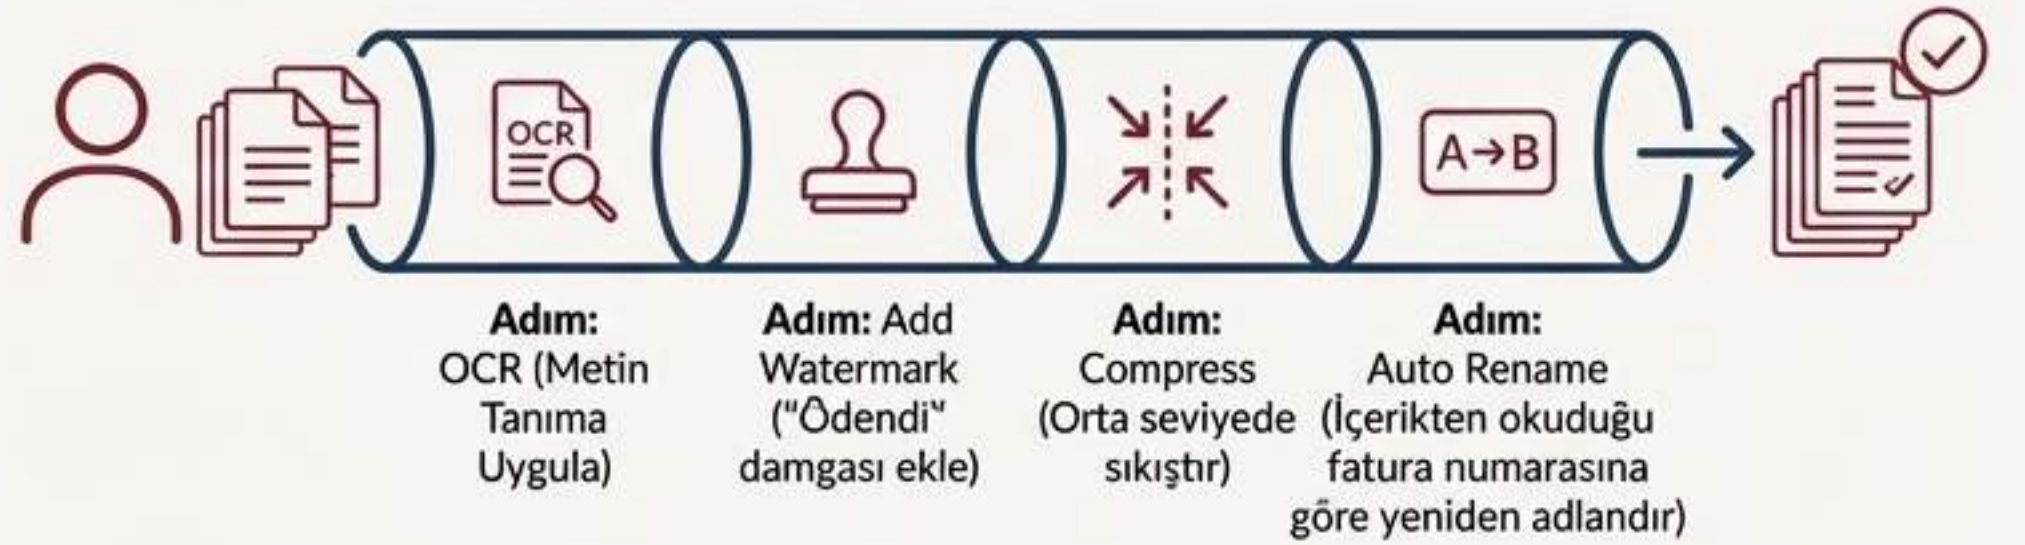 OCR
A→B
Adım:
OCR (Metin
Tanıma
Uygula)
Adım: Add
Watermark
("Ödendi"
damgası ekle)
Adım:
Compress
(Orta seviyede
sıkıştır)
Adım:
Auto Rename
(İçerikten okuduğu
fatura numarasına
göre yeniden adlandır)